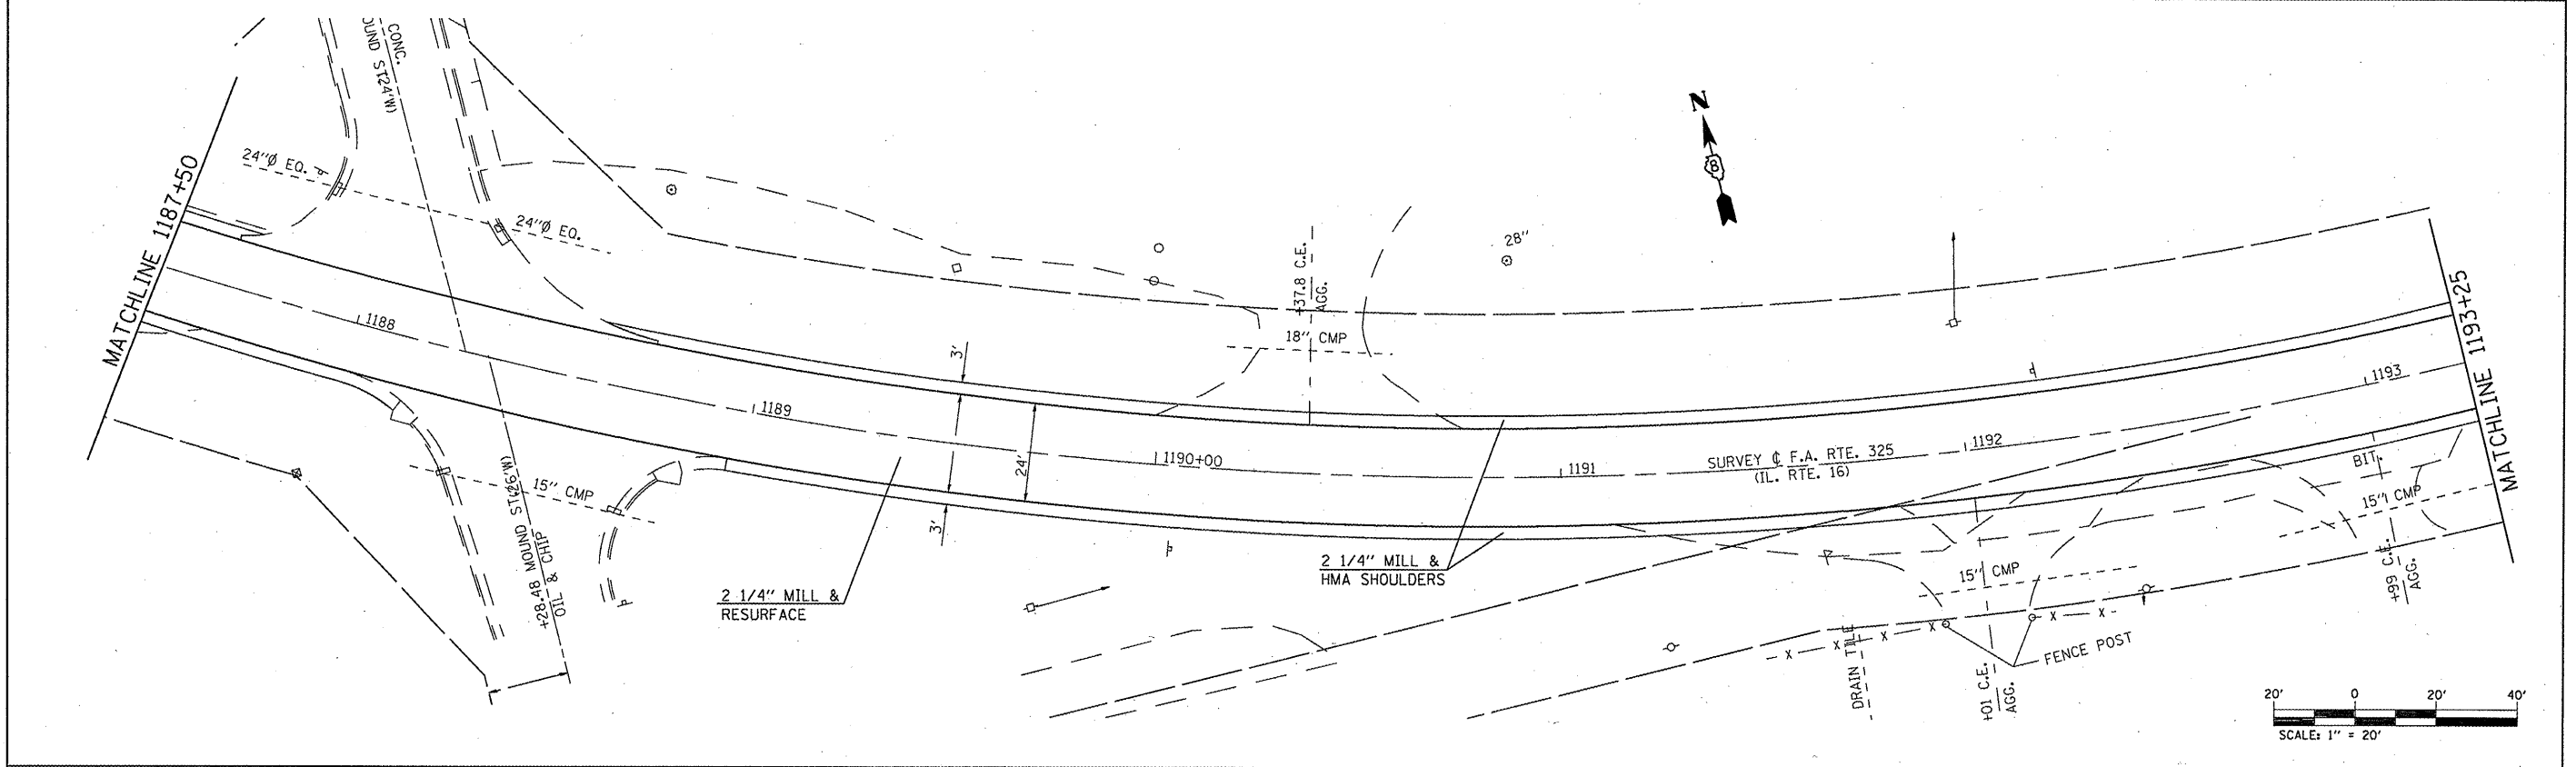 CONC.
OUND ST(24'W)
24"Ø EQ.
24"Ø EQ.
MATCHLINE 1187+50
1188
1189
3'
24'
3'
1190+00
+37.8 C.E.
AGG.
18" CMP
28"
N
8
1191
SURVEY ℄ F.A. RTE. 325
(IL. RTE. 16)
1192
1193
MATCHLINE 1193+25
BIT.
15" CMP
+99 C.E.
AGG.
15" CMP
+28.48 MOUND ST(26'W)
OIL & CHIP
15" CMP
2 1/4" MILL &
RESURFACE
2 1/4" MILL &
HMA SHOULDERS
X X X X X
DRAIN TILE
+01 C.E.
AGG.
FENCE POST
20' 0 20' 40'
SCALE: 1" = 20'